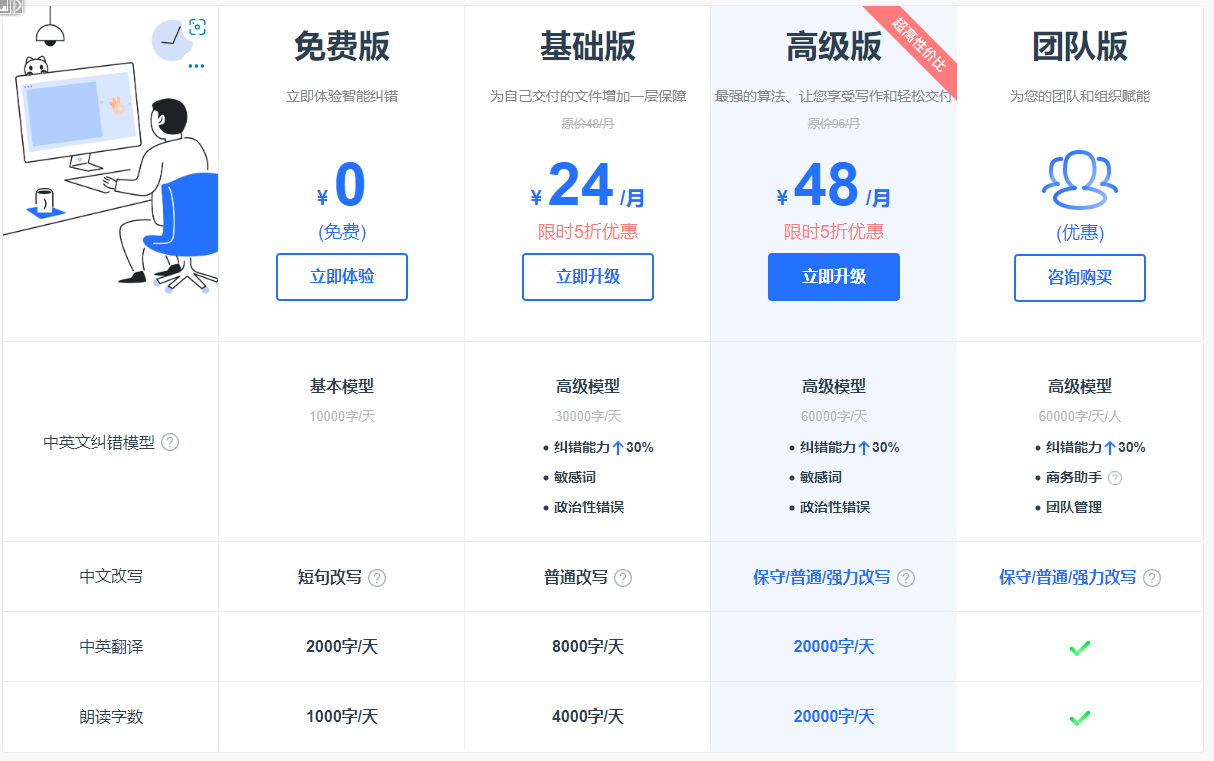 免费版
立即体验智能纠错
¥ 0
(免费)
立即体验
基础版
为自己交付的文件增加一层保障
原价48/月
¥ 24 /月
限时5折优惠
立即升级
高级版
超高性价比
最强的算法、让您享受写作和轻松交付
原价96/月
¥ 48 /月
限时5折优惠
立即升级
团队版
为您的团队和组织赋能
(优惠)
咨询购买
中英文纠错模型 ?
基本模型
10000字/天
高级模型
30000字/天
• 纠错能力↑30%
• 敏感词
• 政治性错误
高级模型
60000字/天
• 纠错能力↑30%
• 敏感词
• 政治性错误
高级模型
60000字/天/人
• 纠错能力↑30%
• 商务助手 ?
• 团队管理
中文改写
短句改写 ?
普通改写 ?
保守/普通/强力改写 ?
保守/普通/强力改写 ?
中英翻译
2000字/天
8000字/天
20000字/天
朗读字数
1000字/天
4000字/天
20000字/天